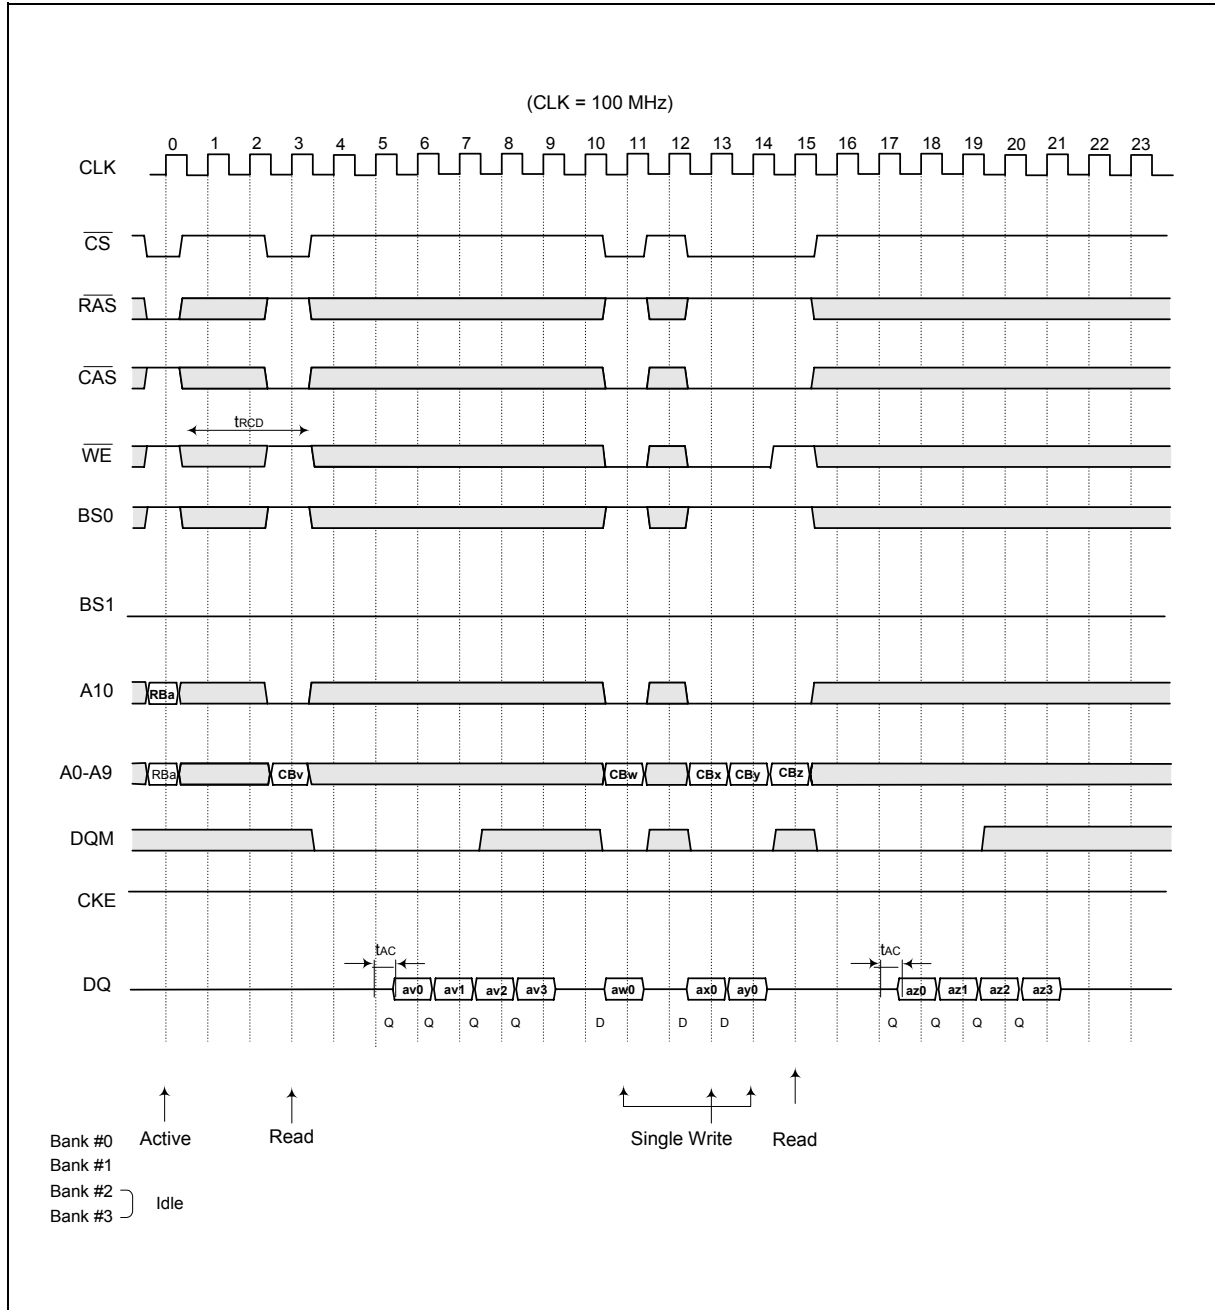 (CLK = 100 MHz)
0 1 2 3 4 5 6 7 8 9 10 11 12 13 14 15 16 17 18 19 20 21 22 23
CLK
CS
RAS
CAS
tRCD
WE
BS0
BS1
A10 RBa
A0-A9 RBa CBv CBw CBx CBy CBz
DQM
CKE
tAC tAC
DQ av0 av1 av2 av3 aw0 ax0 ay0 az0 az1 az2 az3
Q Q Q Q D D D Q Q Q Q
Bank #0 Active Read Single Write Read
Bank #1
Bank #2
Idle
Bank #3